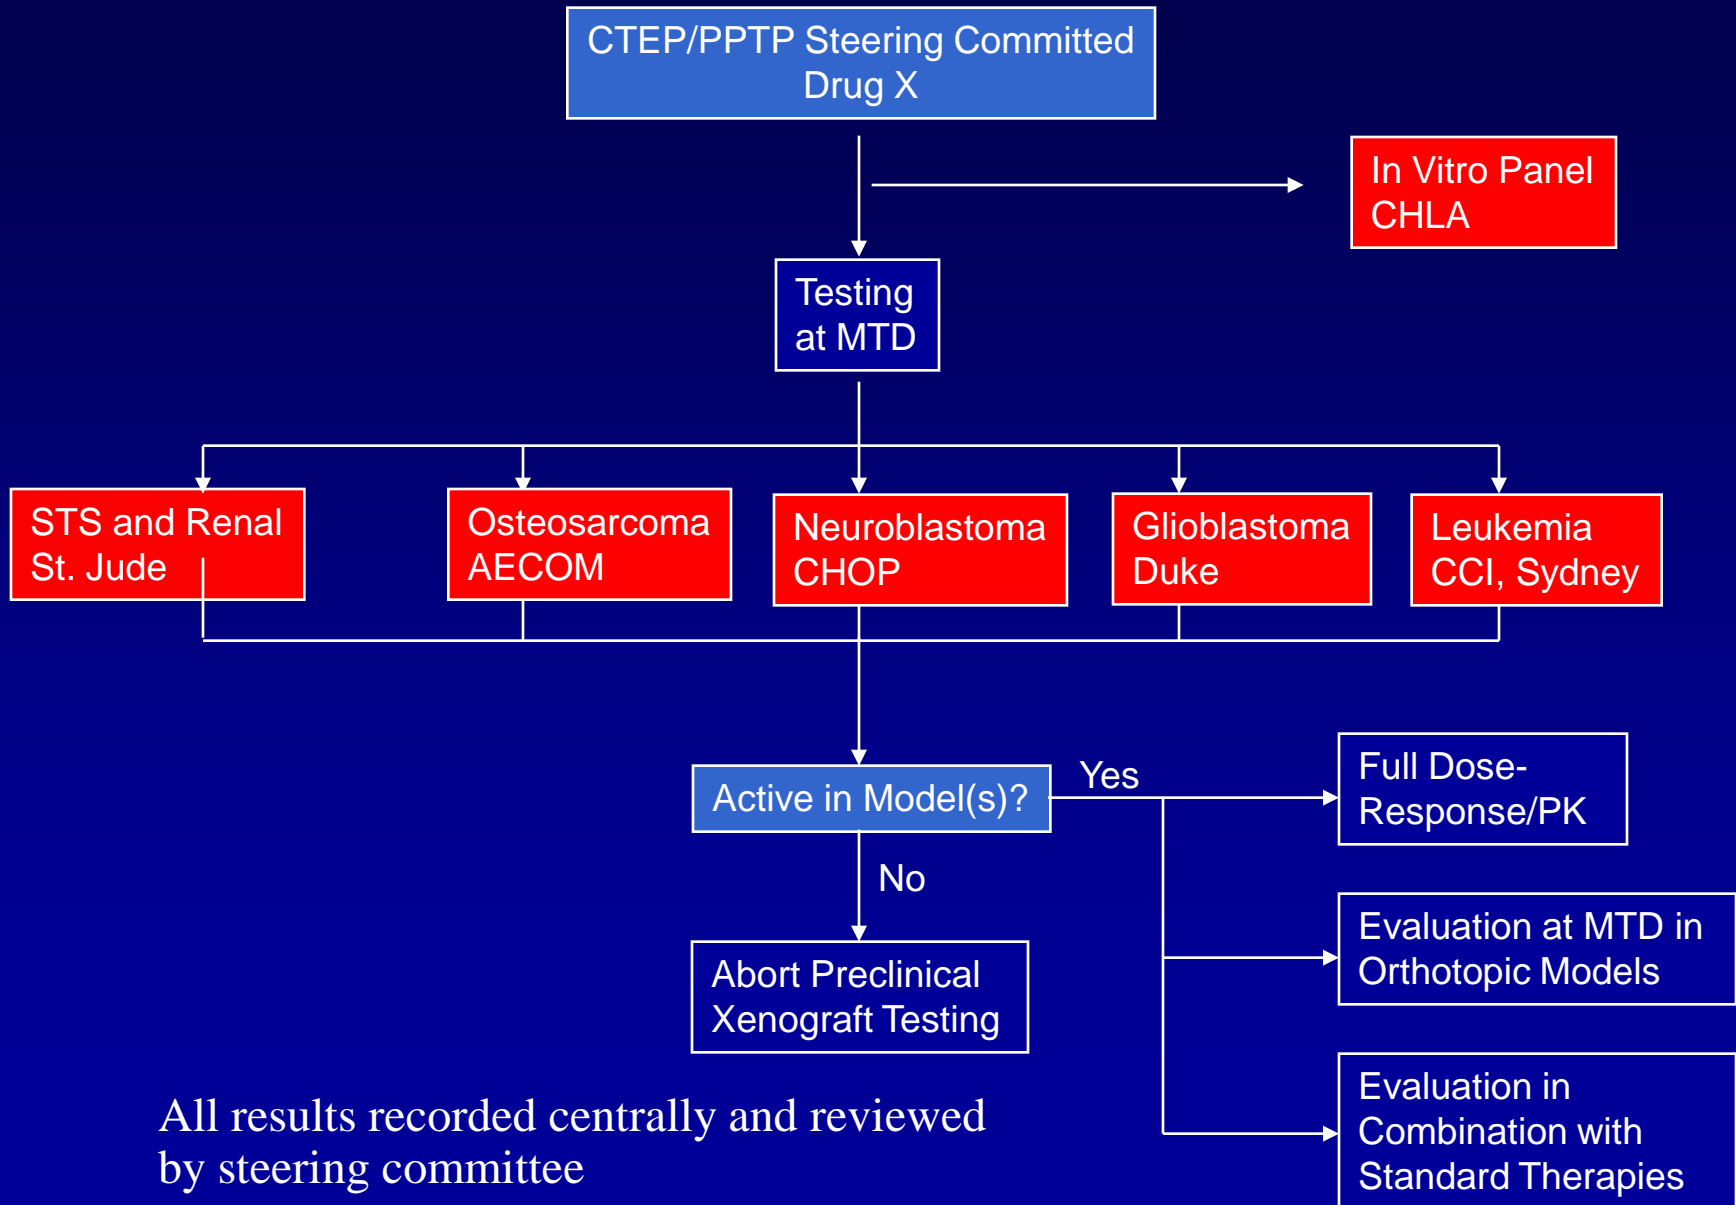 CTEP/PPTP Steering Committed
Drug X
In Vitro Panel
CHLA
Testing
at MTD
STS and Renal
St. Jude
Osteosarcoma
AECOM
Neuroblastoma
CHOP
Glioblastoma
Duke
Leukemia
CCI, Sydney
Active in Model(s)?
Yes
No
Full Dose-
Response/PK
Evaluation at MTD in
Orthotopic Models
Abort Preclinical
Xenograft Testing
Evaluation in
Combination with
Standard Therapies
All results recorded centrally and reviewed
by steering committee